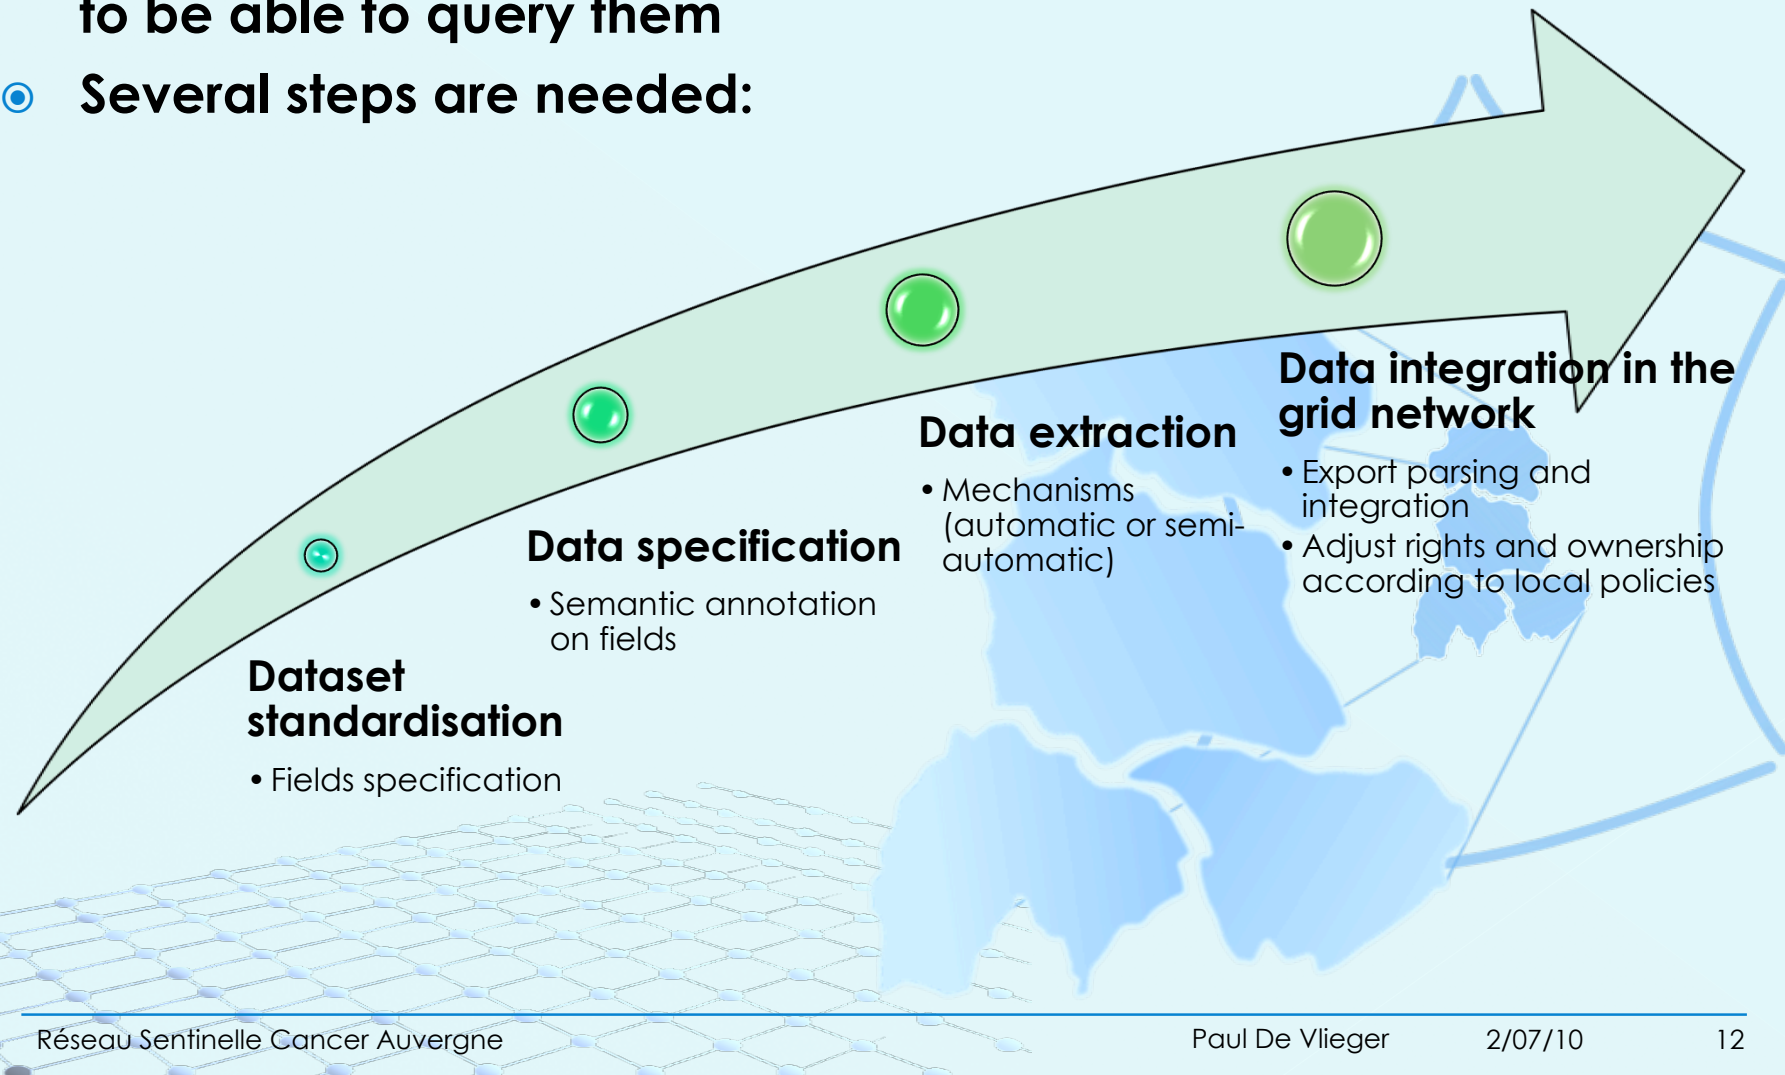 to be able to query them
Several steps are needed:
Dataset
standardisation
• Fields specification
Data specification
• Semantic annotation
on fields
Data extraction
• Mechanisms
(automatic or semi-
automatic)
Data integration in the
grid network
• Export parsing and
integration
• Adjust rights and ownership
according to local policies
Réseau Sentinelle Cancer Auvergne
Paul De Vlieger
2/07/10
12